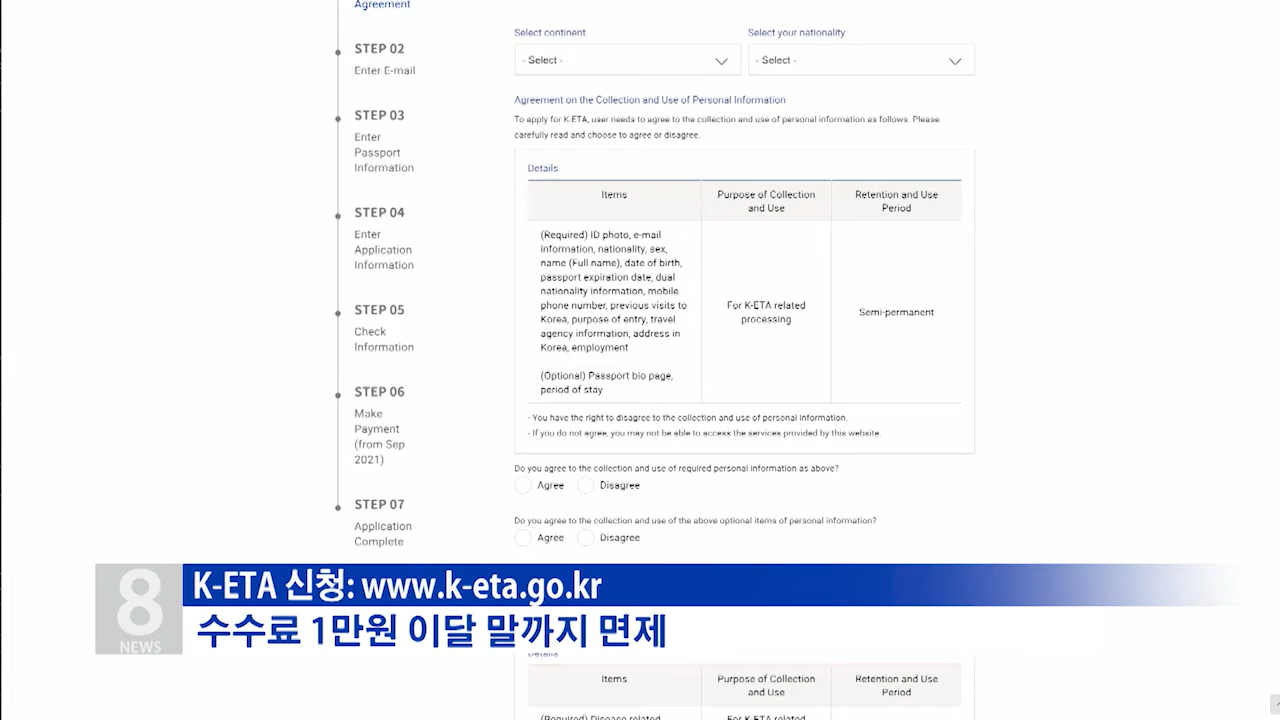 Agreement
STEP 02
Enter E-mail
STEP 03
Enter
Passport
Information
STEP 04
Enter
Application
Information
STEP 05
Check
Information
STEP 06
Make
Payment
(from Sep
2021)
STEP 07
Application
Complete
Select continent
Select your nationality
- Select -
- Select -
Agreement on the Collection and Use of Personal Information
To apply for K-ETA, user needs to agree to the collection and use of personal information as follows. Please
carefully read and choose to agree or disagree.
Details
Items
Purpose of Collection
and Use
Retention and Use
Period
(Required) ID photo, e-mail
information, nationality, sex,
name (Full name), date of birth,
passport expiration date, dual
nationality information, mobile
phone number, previous visits to
Korea, purpose of entry, travel
agency information, address in
Korea, employment
(Optional) Passport bio page,
period of stay
For K-ETA related
processing
Semi-permanent
- You have the right to disagree to the collection and use of personal information.
- If you do not agree, you may not be able to access the services provided by this website.
Do you agree to the collection and use of required personal information as above?
Agree
Disagree
Do you agree to the collection and use of the above optional items of personal information?
Agree
Disagree
8
NEWS
K-ETA 신청: www.k-eta.go.kr
수수료 1만원 이달 말까지 면제
Details
Items
Purpose of Collection
and Use
Retention and Use
Period
(Required) Disease related
For K-ETA related